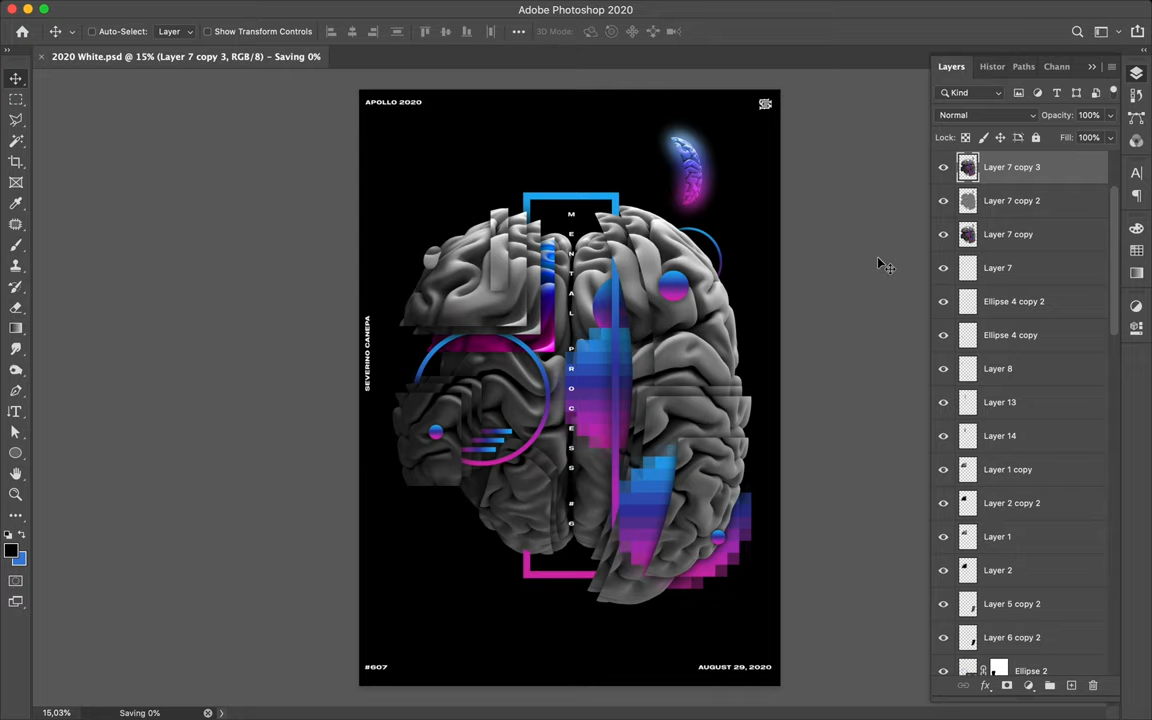 Adobe Photoshop 2020
Auto-Select: Layer Show Transform Controls 3D Mode:
2020 White.psd @ 15% (Layer 7 copy 3, RGB/8) – Saving 0%
Layers Histor Paths Chann
Kind
Normal Opacity: 100%
Lock: Fill: 100%
Layer 7 copy 3
Layer 7 copy 2
Layer 7 copy
Layer 7
Ellipse 4 copy 2
Ellipse 4 copy
Layer 8
Layer 13
Layer 14
Layer 1 copy
Layer 2 copy 2
Layer 1
Layer 2
Layer 5 copy 2
Layer 6 copy 2
Ellipse 2
APOLLO 2020
MENTAL PROCESS #6
SEVERINO CANEPA
#607
AUGUST 29, 2020
15,03% Saving 0%